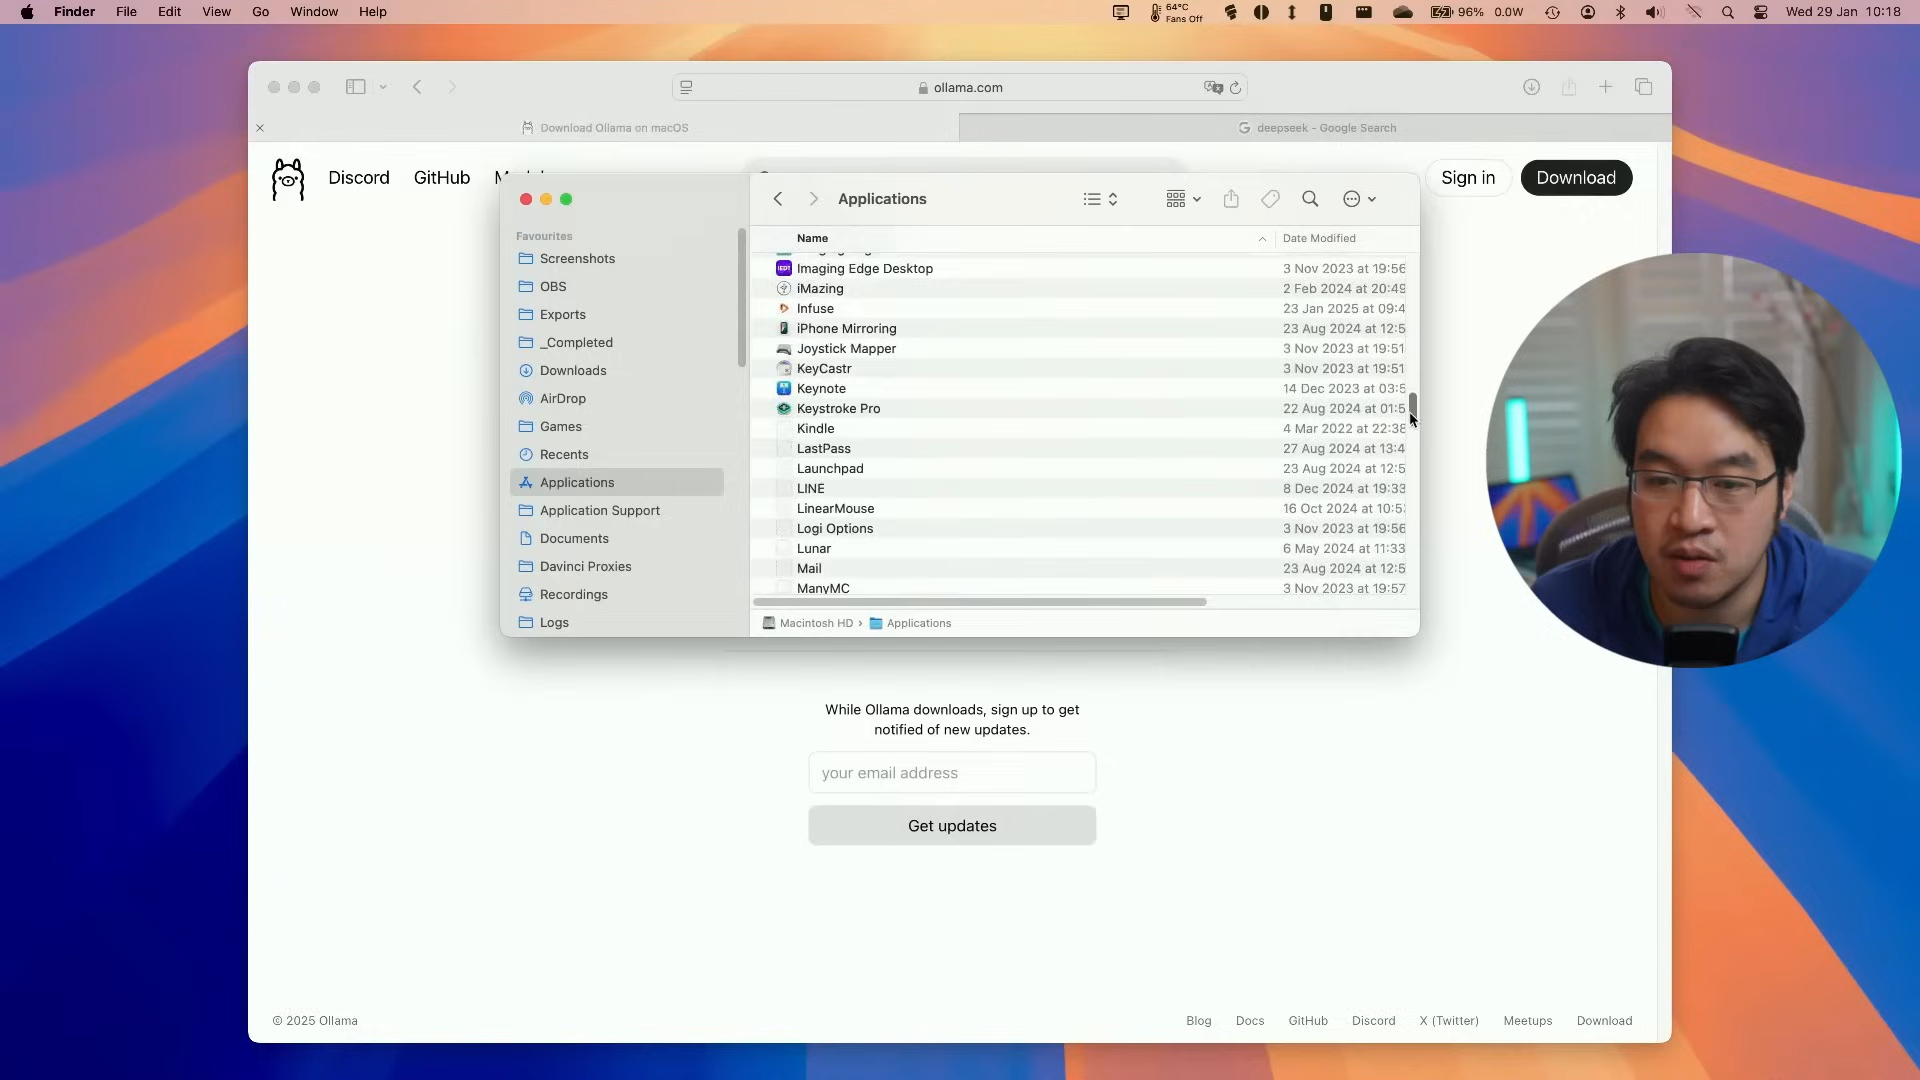 Finder File Edit View Go Window Help
64°C
Fans Off
96% 0.0W
Wed 29 Jan 10:18
ollama.com
Download Ollama on macOS
deepseek - Google Search
Discord GitHub
Sign in
Download
Applications
Favourites
Screenshots
OBS
Exports
_Completed
Downloads
AirDrop
Games
Recents
Applications
Application Support
Documents
Davinci Proxies
Recordings
Logs
Name Date Modified
Imaging Edge Desktop 3 Nov 2023 at 19:56
iMazing 2 Feb 2024 at 20:49
Infuse 23 Jan 2025 at 09:4
iPhone Mirroring 23 Aug 2024 at 12:5
Joystick Mapper 3 Nov 2023 at 19:51
KeyCastr 3 Nov 2023 at 19:51
Keynote 14 Dec 2023 at 03:5
Keystroke Pro 22 Aug 2024 at 01:5
Kindle 4 Mar 2022 at 22:38
LastPass 27 Aug 2024 at 13:4
Launchpad 23 Aug 2024 at 12:5
LINE 8 Dec 2024 at 19:33
LinearMouse 16 Oct 2024 at 10:5
Logi Options 3 Nov 2023 at 19:56
Lunar 6 May 2024 at 11:33
Mail 23 Aug 2024 at 12:5
ManyMC 3 Nov 2023 at 19:57
Macintosh HD › Applications
While Ollama downloads, sign up to get
notified of new updates.
your email address
Get updates
© 2025 Ollama
Blog Docs GitHub Discord X (Twitter) Meetups Download